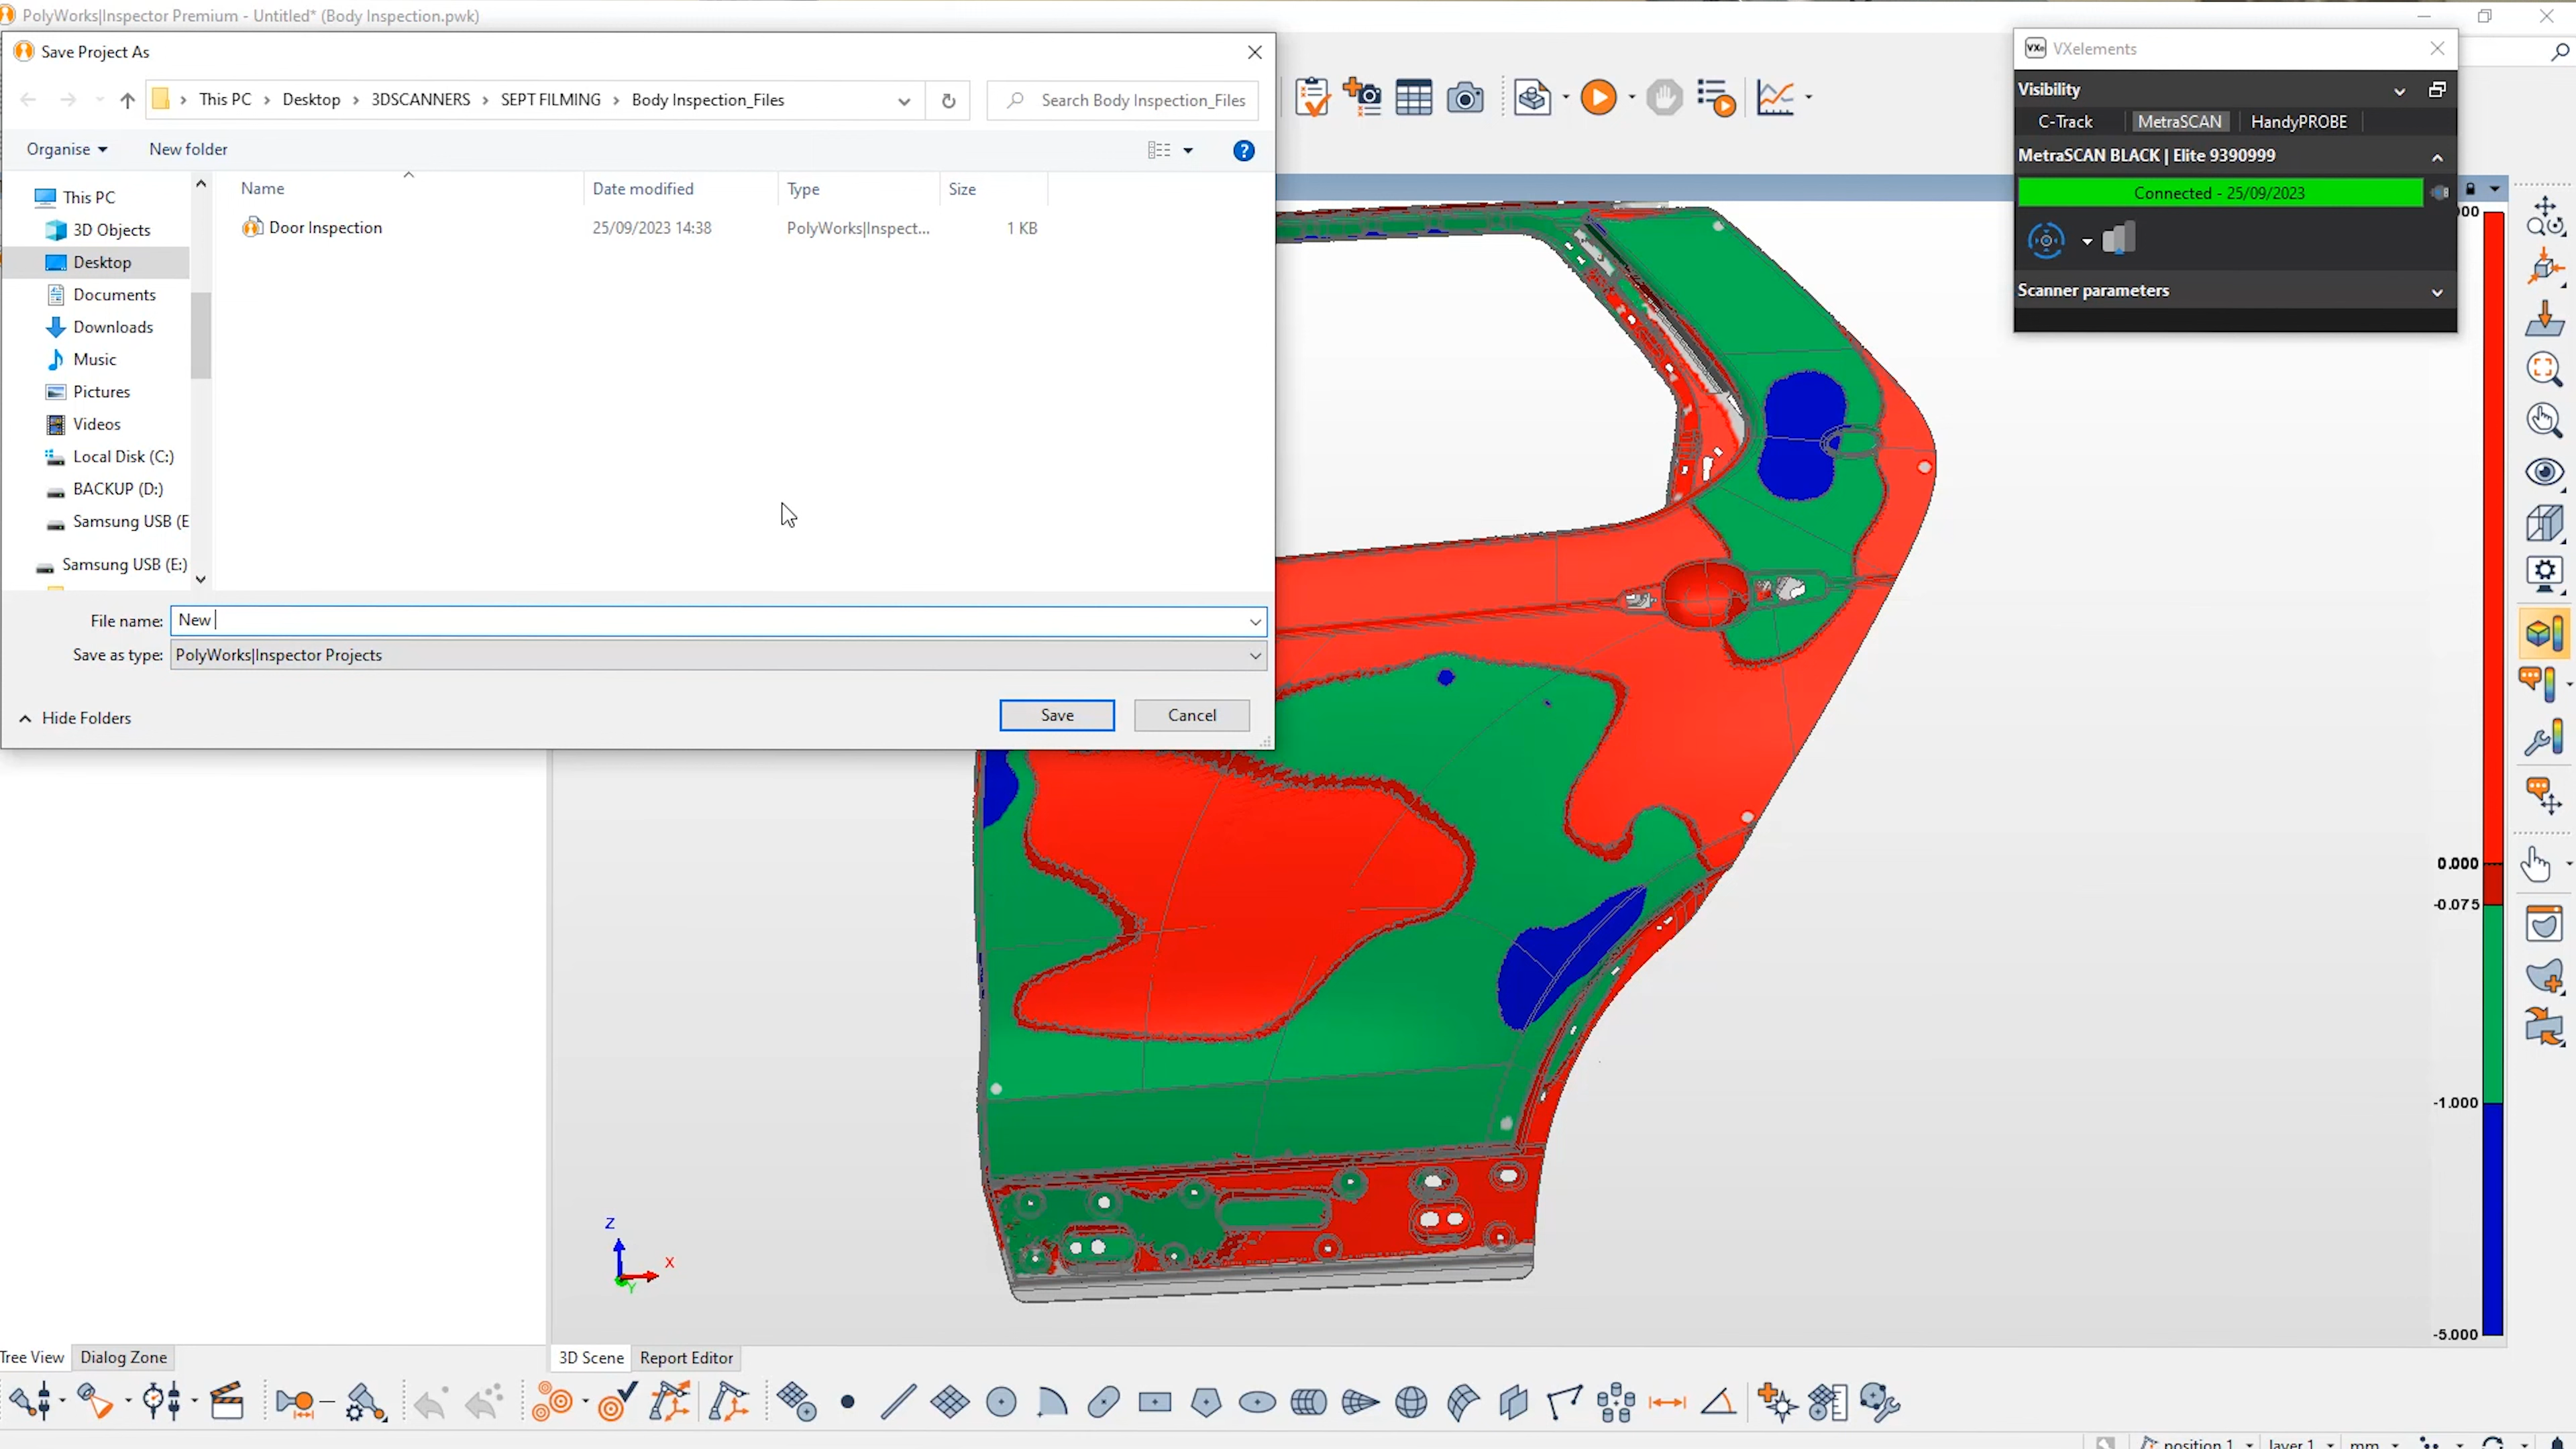 PolyWorks|Inspector Premium - Untitled* (Body Inspection.pwk)
Save Project As
This PC > Desktop > 3DSCANNERS > SEPT FILMING > Body Inspection_Files
Search Body Inspection_Files
Organise
New folder
?
Name
Date modified
Type
Size
Door Inspection
25/09/2023 14:38
PolyWorks|Inspect...
1 KB
This PC
3D Objects
Desktop
Documents
Downloads
Music
Pictures
Videos
Local Disk (C:)
BACKUP (D:)
Samsung USB (E
Samsung USB (E:)
File name:
New
Save as type:
PolyWorks|Inspector Projects
Hide Folders
Save
Cancel
VXe
VXelements
Visibility
C-Track
MetraSCAN
HandyPROBE
MetraSCAN BLACK | Elite 9390999
Connected - 25/09/2023
Scanner parameters
0.000
-0.075
-1.000
-5.000
Z
X
Y
Tree View
Dialog Zone
3D Scene
Report Editor
position 1
layer 1
mm